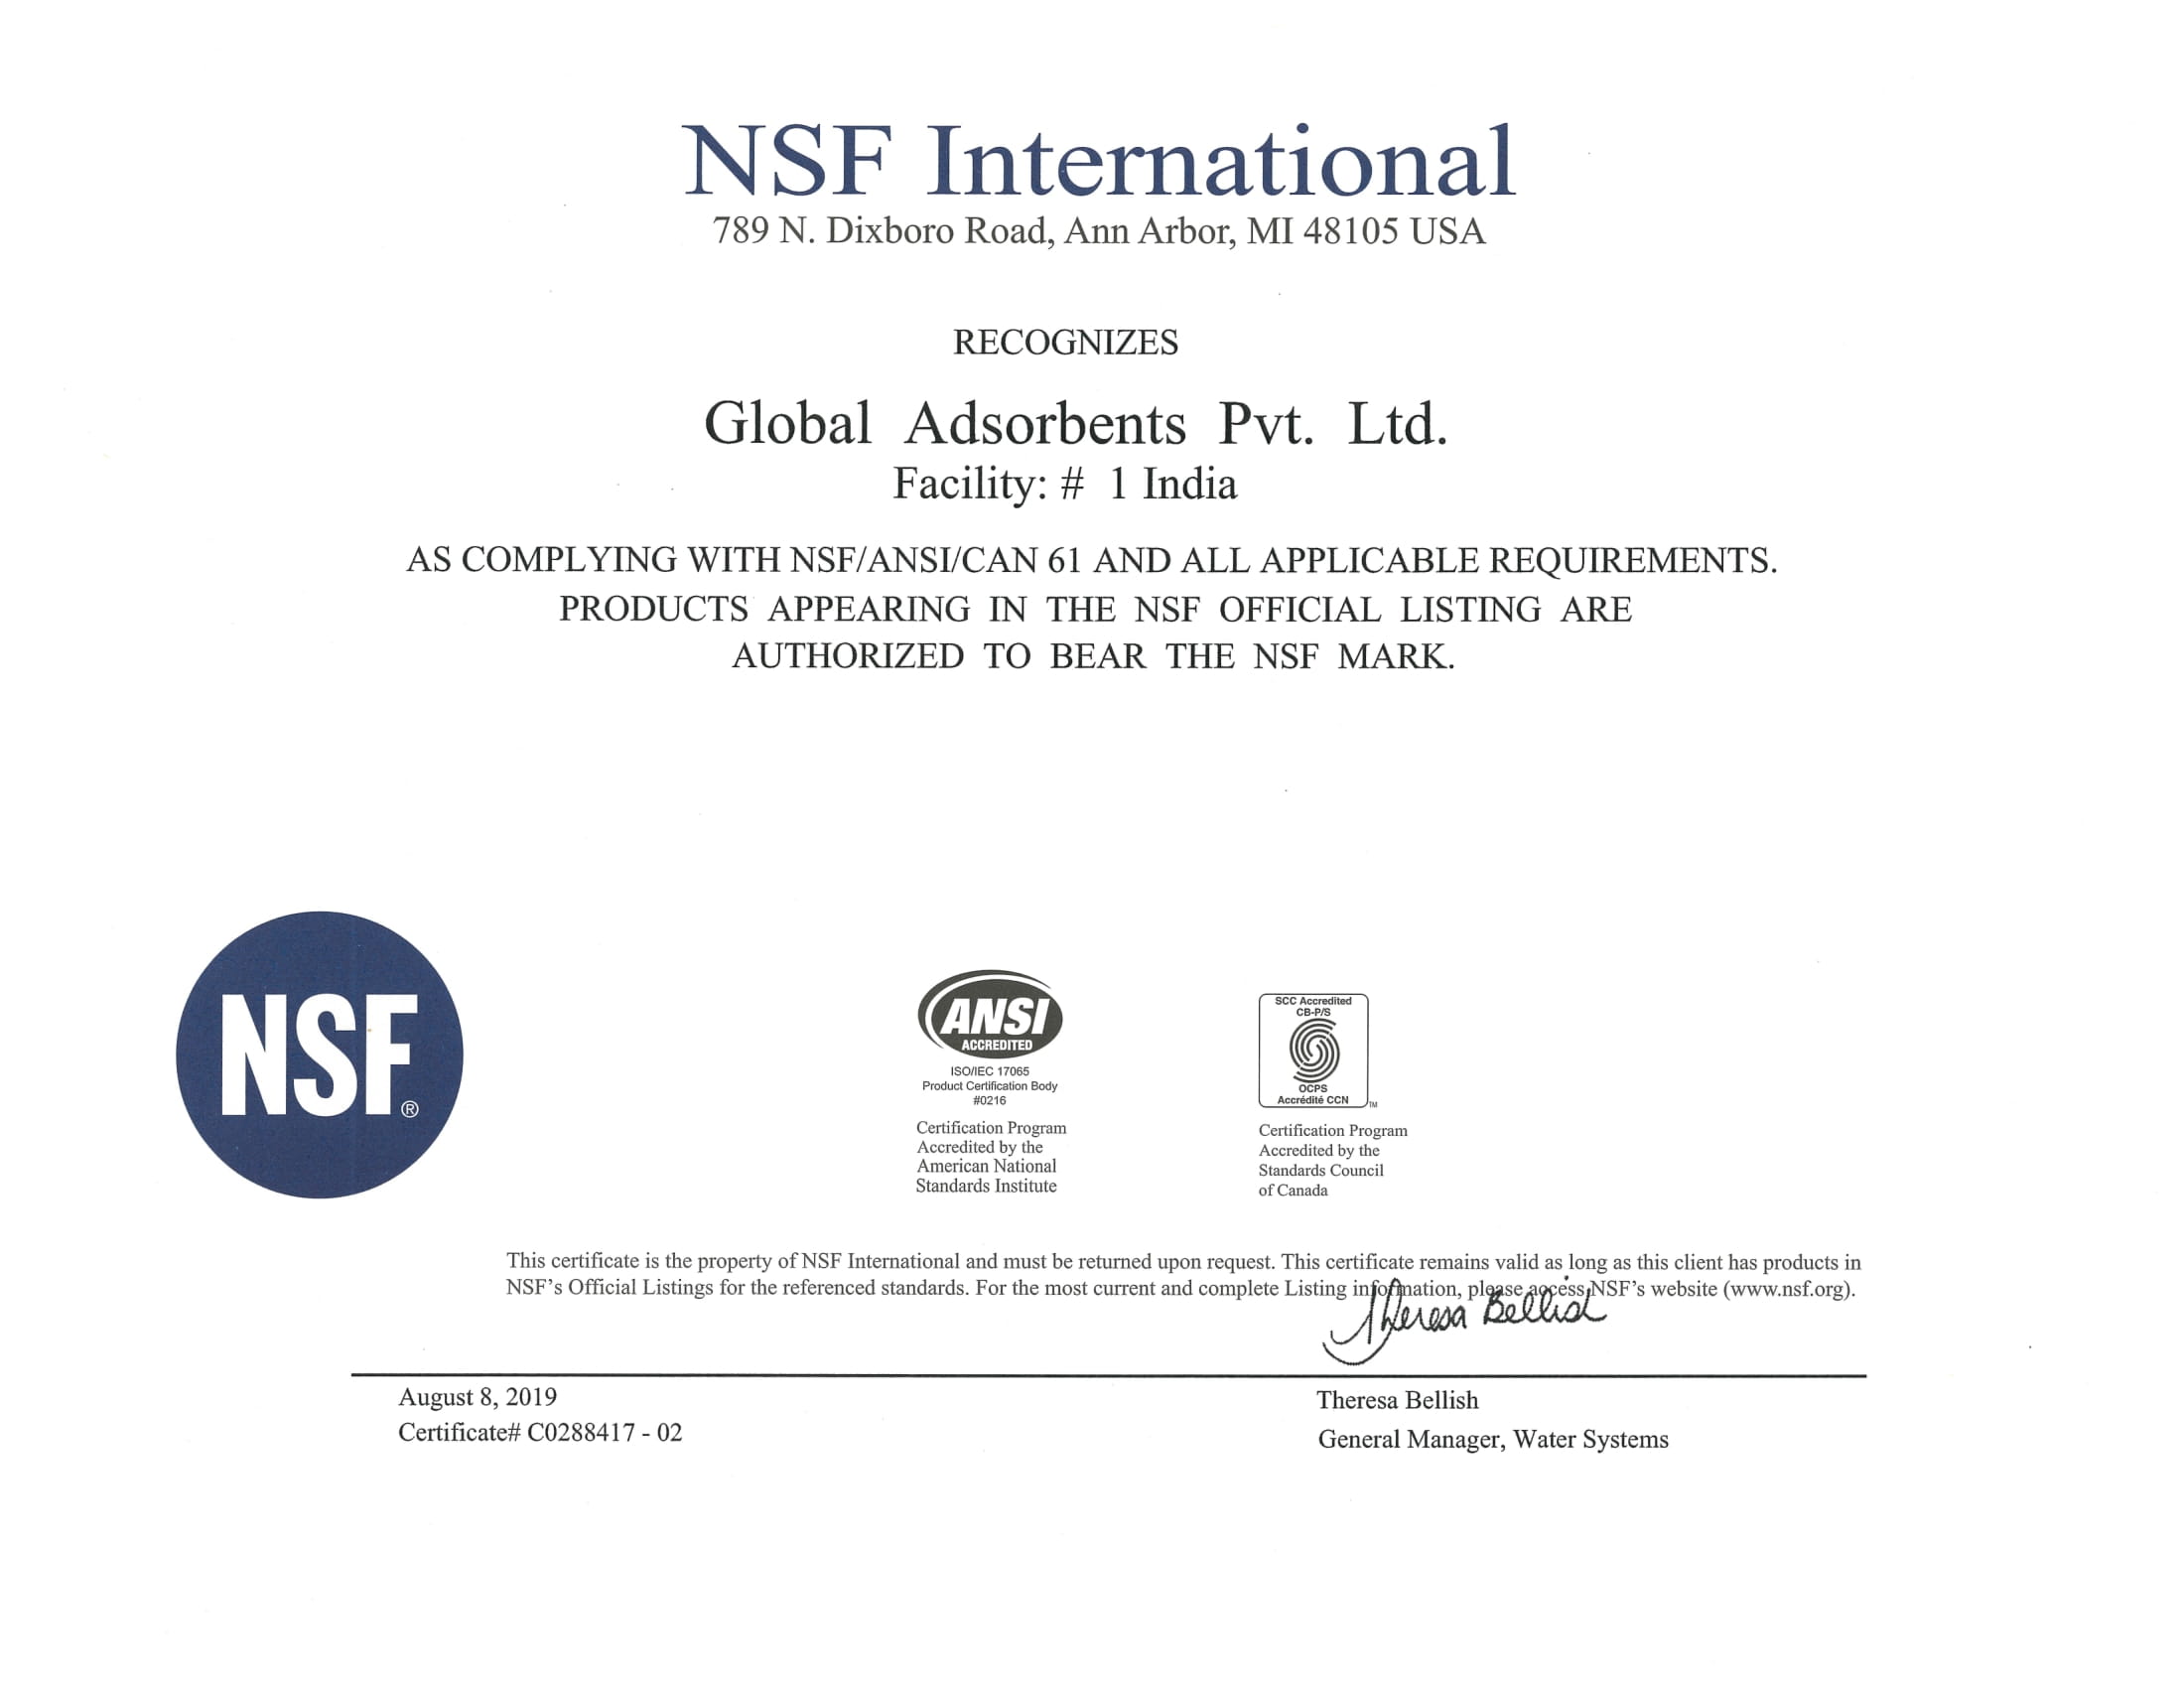 NSF International
789 N. Dixboro Road, Ann Arbor, MI 48105 USA
RECOGNIZES
Global Adsorbents Pvt. Ltd.
Facility: # 1 India
AS COMPLYING WITH NSF/ANSI/CAN 61 AND ALL APPLICABLE REQUIREMENTS.
PRODUCTS APPEARING IN THE NSF OFFICIAL LISTING ARE
AUTHORIZED TO BEAR THE NSF MARK.
NSF®
ANSI
ACCREDITED
ISO/IEC 17065
Product Certification Body
#0216
Certification Program
Accredited by the
American National
Standards Institute
SCC Accredited
CB-P/S
OCPS
Accrédité CCN
TM
Certification Program
Accredited by the
Standards Council
of Canada
This certificate is the property of NSF International and must be returned upon request. This certificate remains valid as long as this client has products in
NSF’s Official Listings for the referenced standards. For the most current and complete Listing information, please access NSF’s website (www.nsf.org).
Theresa Bellish
August 8, 2019
Certificate# C0288417 - 02
Theresa Bellish
General Manager, Water Systems